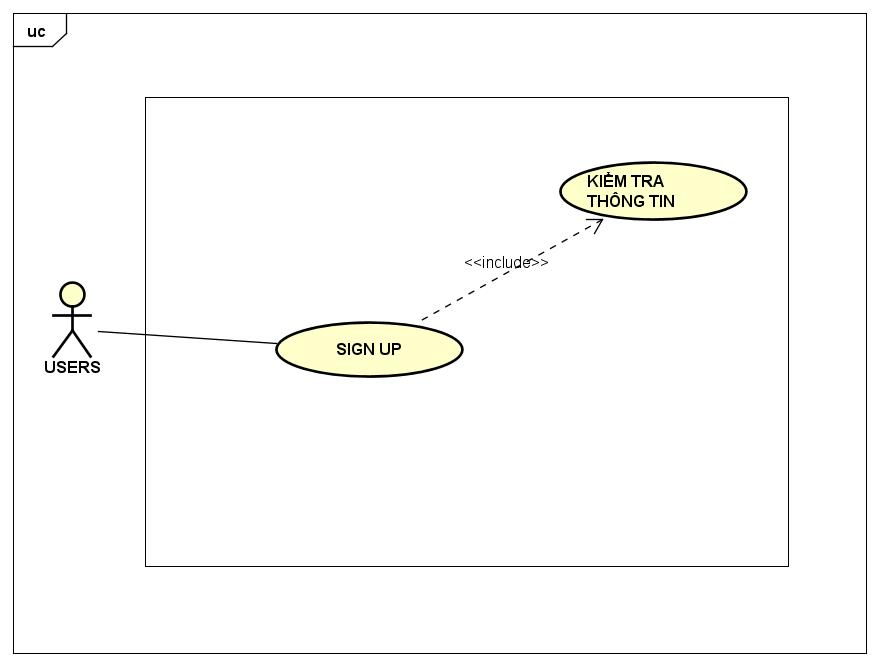 uc
KIỂM TRA
THÔNG TIN
<<include>>
SIGN UP
USERS